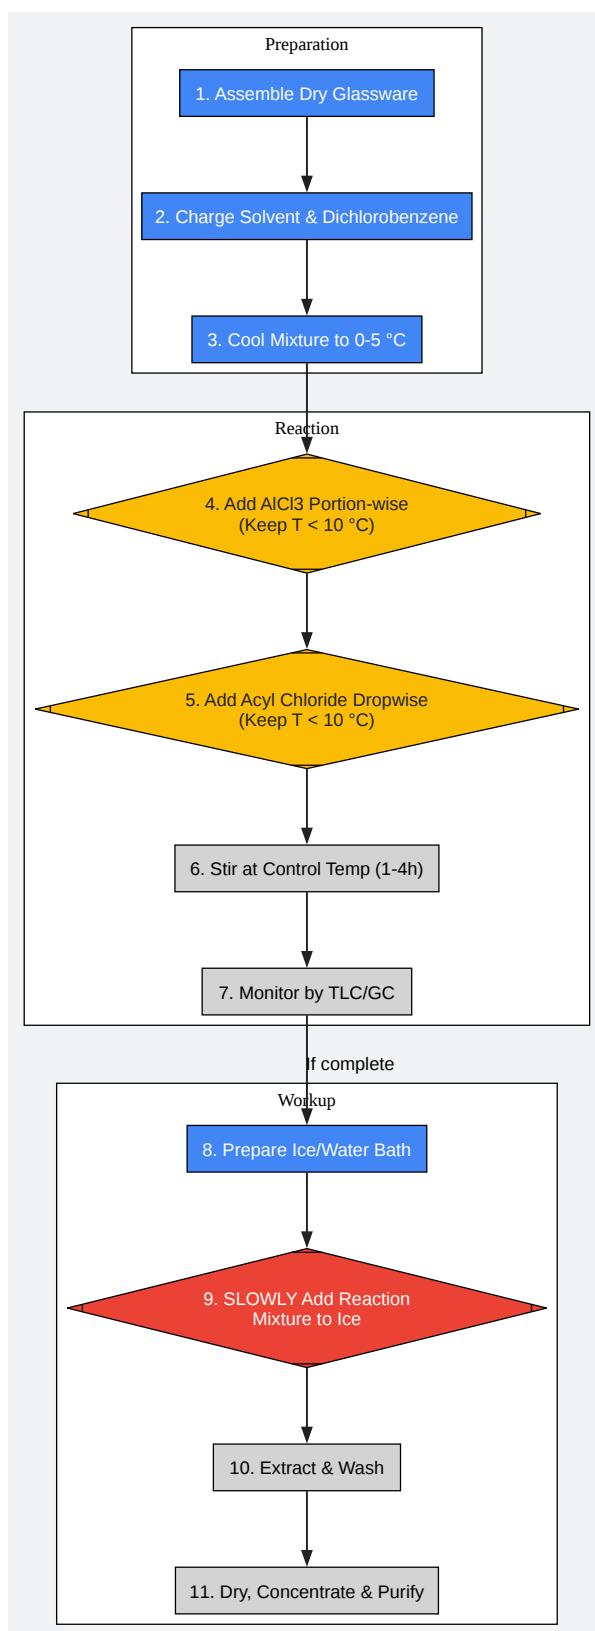 Preparation
1. Assemble Dry Glassware
2. Charge Solvent & Dichlorobenzene
3. Cool Mixture to 0-5 °C
Reaction
4. Add AlCl3 Portion-wise
(Keep T < 10 °C)
5. Add Acyl Chloride Dropwise
(Keep T < 10 °C)
6. Stir at Control Temp (1-4h)
7. Monitor by TLC/GC
If complete
Workup
8. Prepare Ice/Water Bath
9. SLOWLY Add Reaction
Mixture to Ice
10. Extract & Wash
11. Dry, Concentrate & Purify